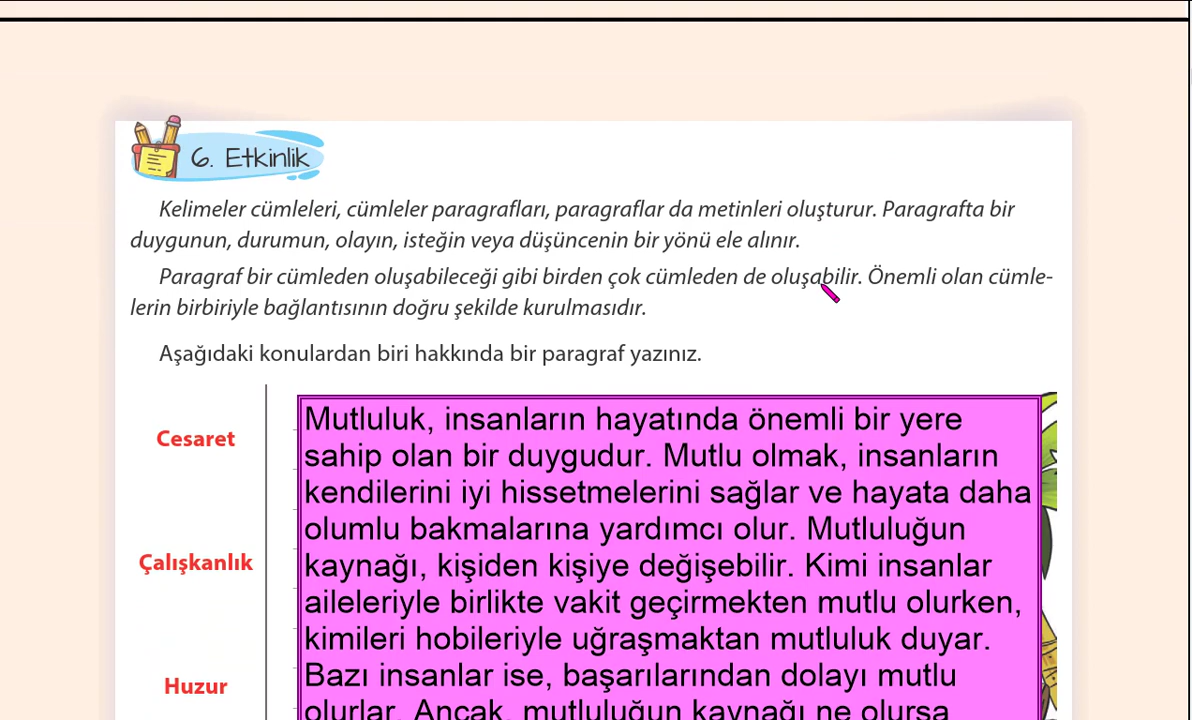 6. Etkinlik
Kelimeler cümleleri, cümleler paragrafları, paragraflar da metinleri oluşturur. Paragrafta bir
duygunun, durumun, olayın, isteğin veya düşüncenin bir yönü ele alınır.
Paragraf bir cümleden oluşabileceği gibi birden çok cümleden de oluşabilir. Önemli olan cümle-
lerin birbiriyle bağlantısının doğru şekilde kurulmasıdır.
Aşağıdaki konulardan biri hakkında bir paragraf yazınız.
Cesaret
Çalışkanlık
Huzur
Mutluluk, insanların hayatında önemli bir yere
sahip olan bir duygudur. Mutlu olmak, insanların
kendilerini iyi hissetmelerini sağlar ve hayata daha
olumlu bakmalarına yardımcı olur. Mutluluğun
kaynağı, kişiden kişiye değişebilir. Kimi insanlar
aileleriyle birlikte vakit geçirmekten mutlu olurken,
kimileri hobileriyle uğraşmaktan mutluluk duyar.
Bazı insanlar ise, başarılarından dolayı mutlu
olurlar. Ancak, mutluluğun kaynağı ne olursa